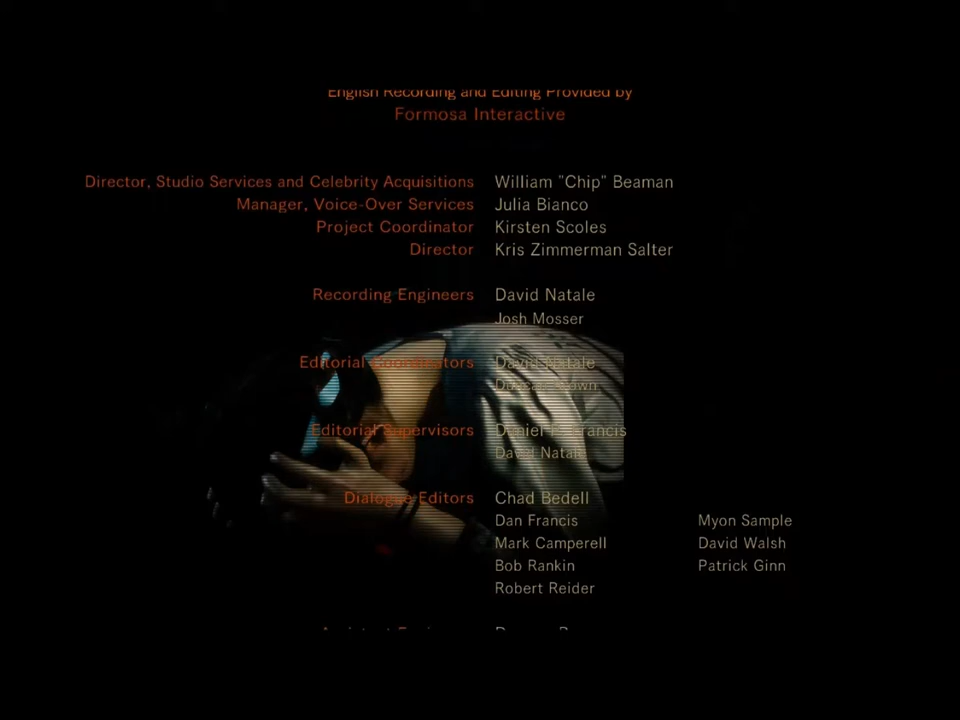 English Recording and Editing Provided by
Formosa Interactive
Director, Studio Services and Celebrity Acquisitions William "Chip" Beaman
Manager, Voice-Over Services Julia Bianco
Project Coordinator Kirsten Scoles
Director Kris Zimmerman Salter
Recording Engineers David Natale
Josh Mosser
Editorial Coordinators David Natale
Editorial Supervisors Daniel Francis
David Natale
Dialogue Editors Chad Bedell
Dan Francis Myon Sample
Mark Camperell David Walsh
Bob Rankin Patrick Ginn
Robert Reider